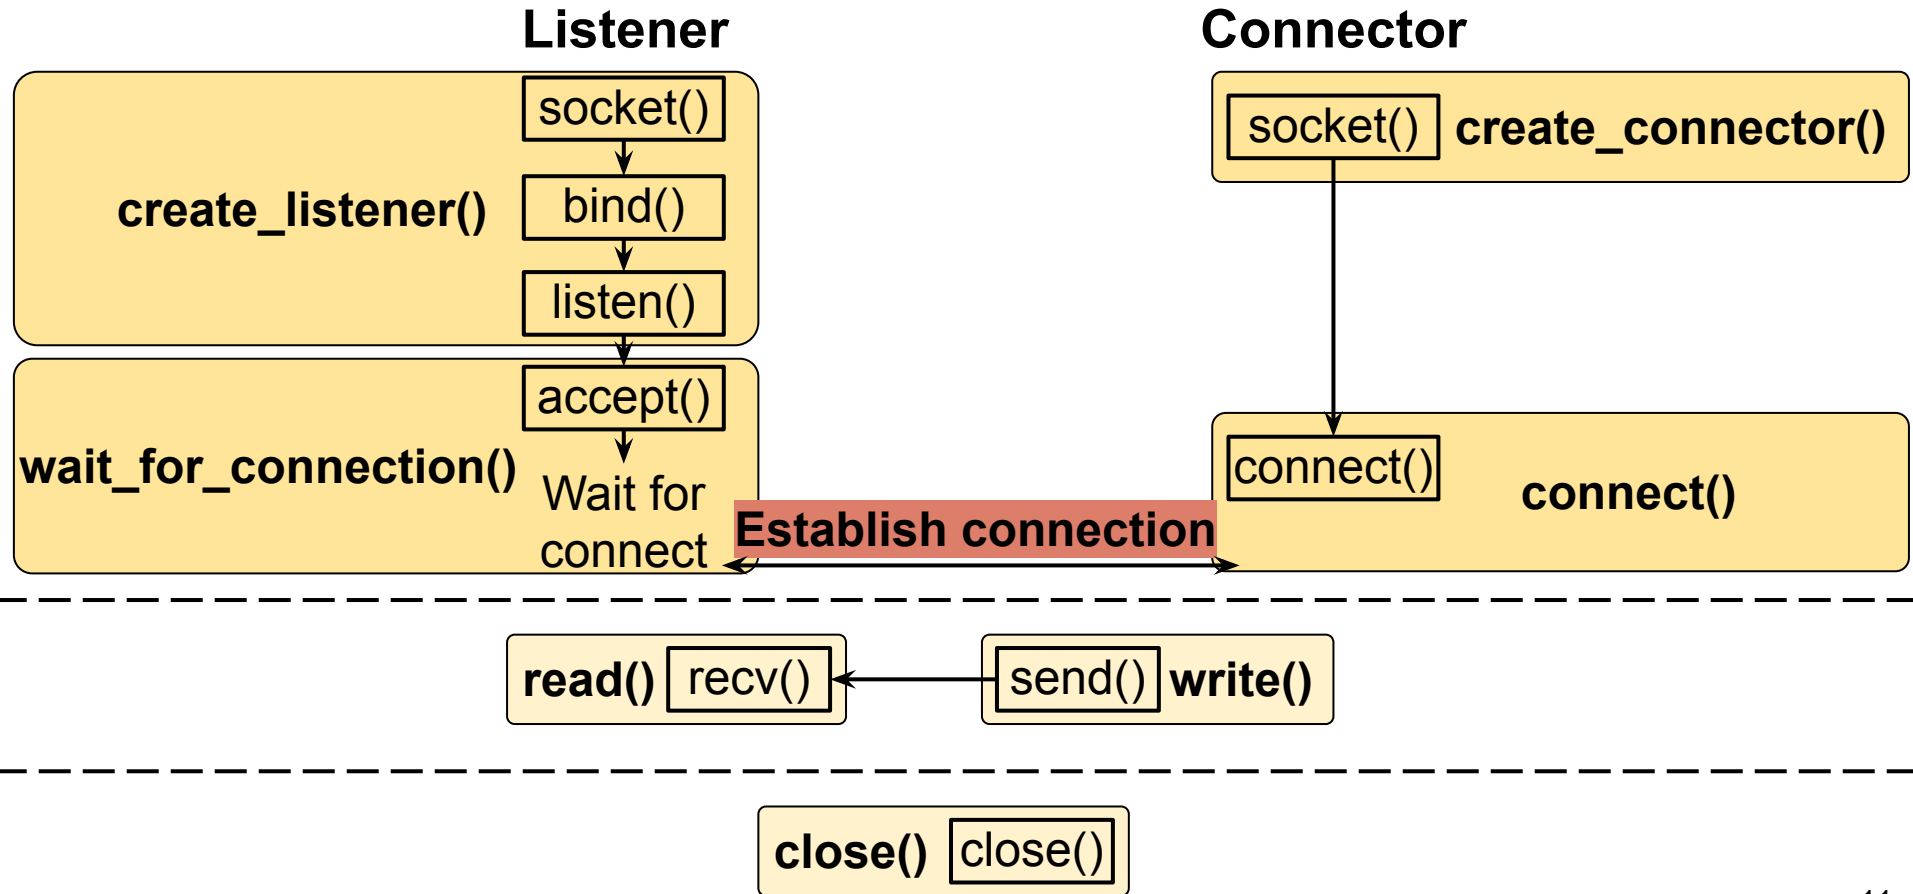 Listener
Connector
socket()
create_listener()
bind()
listen()
socket()
create_connector()
accept()
wait_for_connection()
Wait for
connect
Establish connection
connect()
connect()
read()
recv()
send()
write()
close()
close()